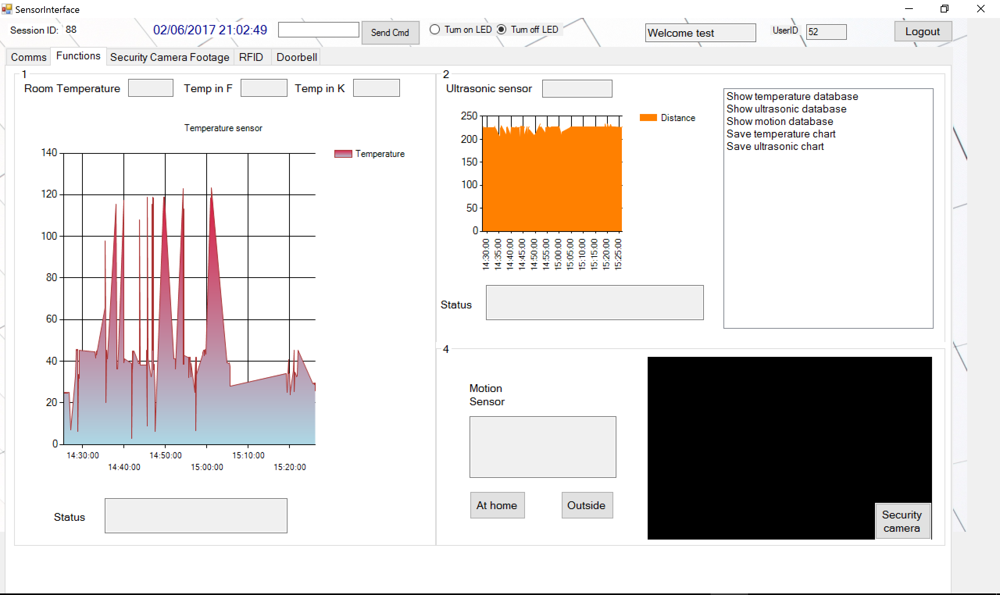 SensorInterface
Session ID: 88
02/06/2017 21:02:49
Send Cmd
Turn on LED
Turn off LED
Welcome test
UserID 52
Logout
Comms
Functions
Security Camera Footage
RFID
Doorbell
1
Room Temperature
Temp in F
Temp in K
Temperature sensor
Temperature
140
120
100
80
60
40
20
0
14:30:00
14:40:00
14:50:00
15:00:00
15:10:00
15:20:00
Status
2
Ultrasonic sensor
Distance
250
200
150
100
50
0
14:30:00
14:35:00
14:40:00
14:45:00
14:50:00
14:55:00
15:00:00
15:05:00
15:10:00
15:15:00
15:20:00
15:25:00
Status
Show temperature database
Show ultrasonic database
Show motion database
Save temperature chart
Save ultrasonic chart
4
Motion
Sensor
At home
Outside
Security
camera